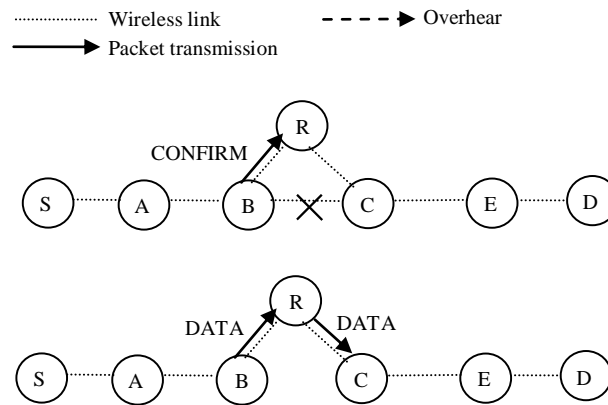 Wireless link
Overhear
Packet transmission
R
CONFIRM
S A B C E D
R
DATA DATA
S A B C E D